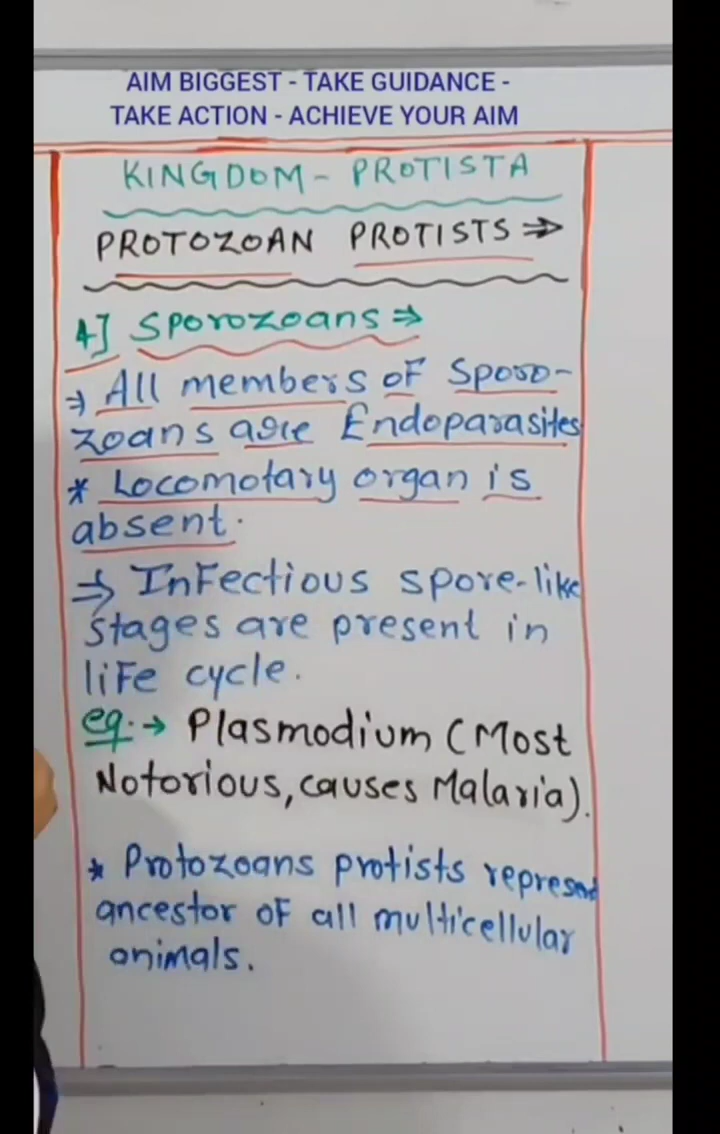 AIM BIGGEST - TAKE GUIDANCE -
TAKE ACTION - ACHIEVE YOUR AIM
KINGDOM - PROTISTA
PROTOZOAN PROTISTS ⇒
4] Sporozoans ⇒
→ All members of Sporo-
zoans are Endoparasites
* Locomotary organ is
absent.
⇒ Infectious spore-like
stages are present in
life cycle.
eg. → Plasmodium (Most
Notorious, causes Malaria).
* Protozoans protists represend
ancestor of all multicellular
animals.